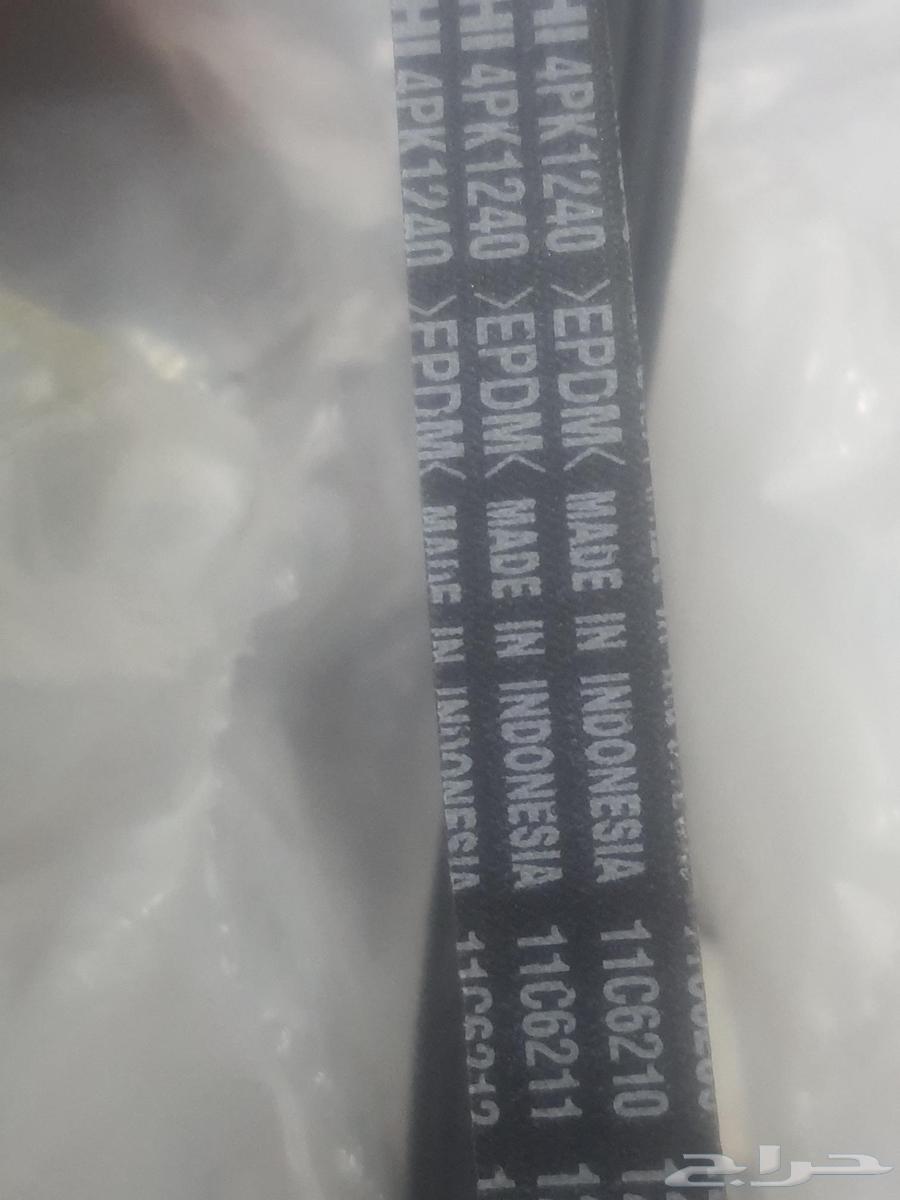 HI 4PK1240 >EPDM< MADE IN INDONESIA 11C6210
HI 4PK1240 >EPDM< MADE IN INDONESIA 11C6211
HI 4PK1240 >EPDM< MADE IN INDONESIA 11C6212
حراج